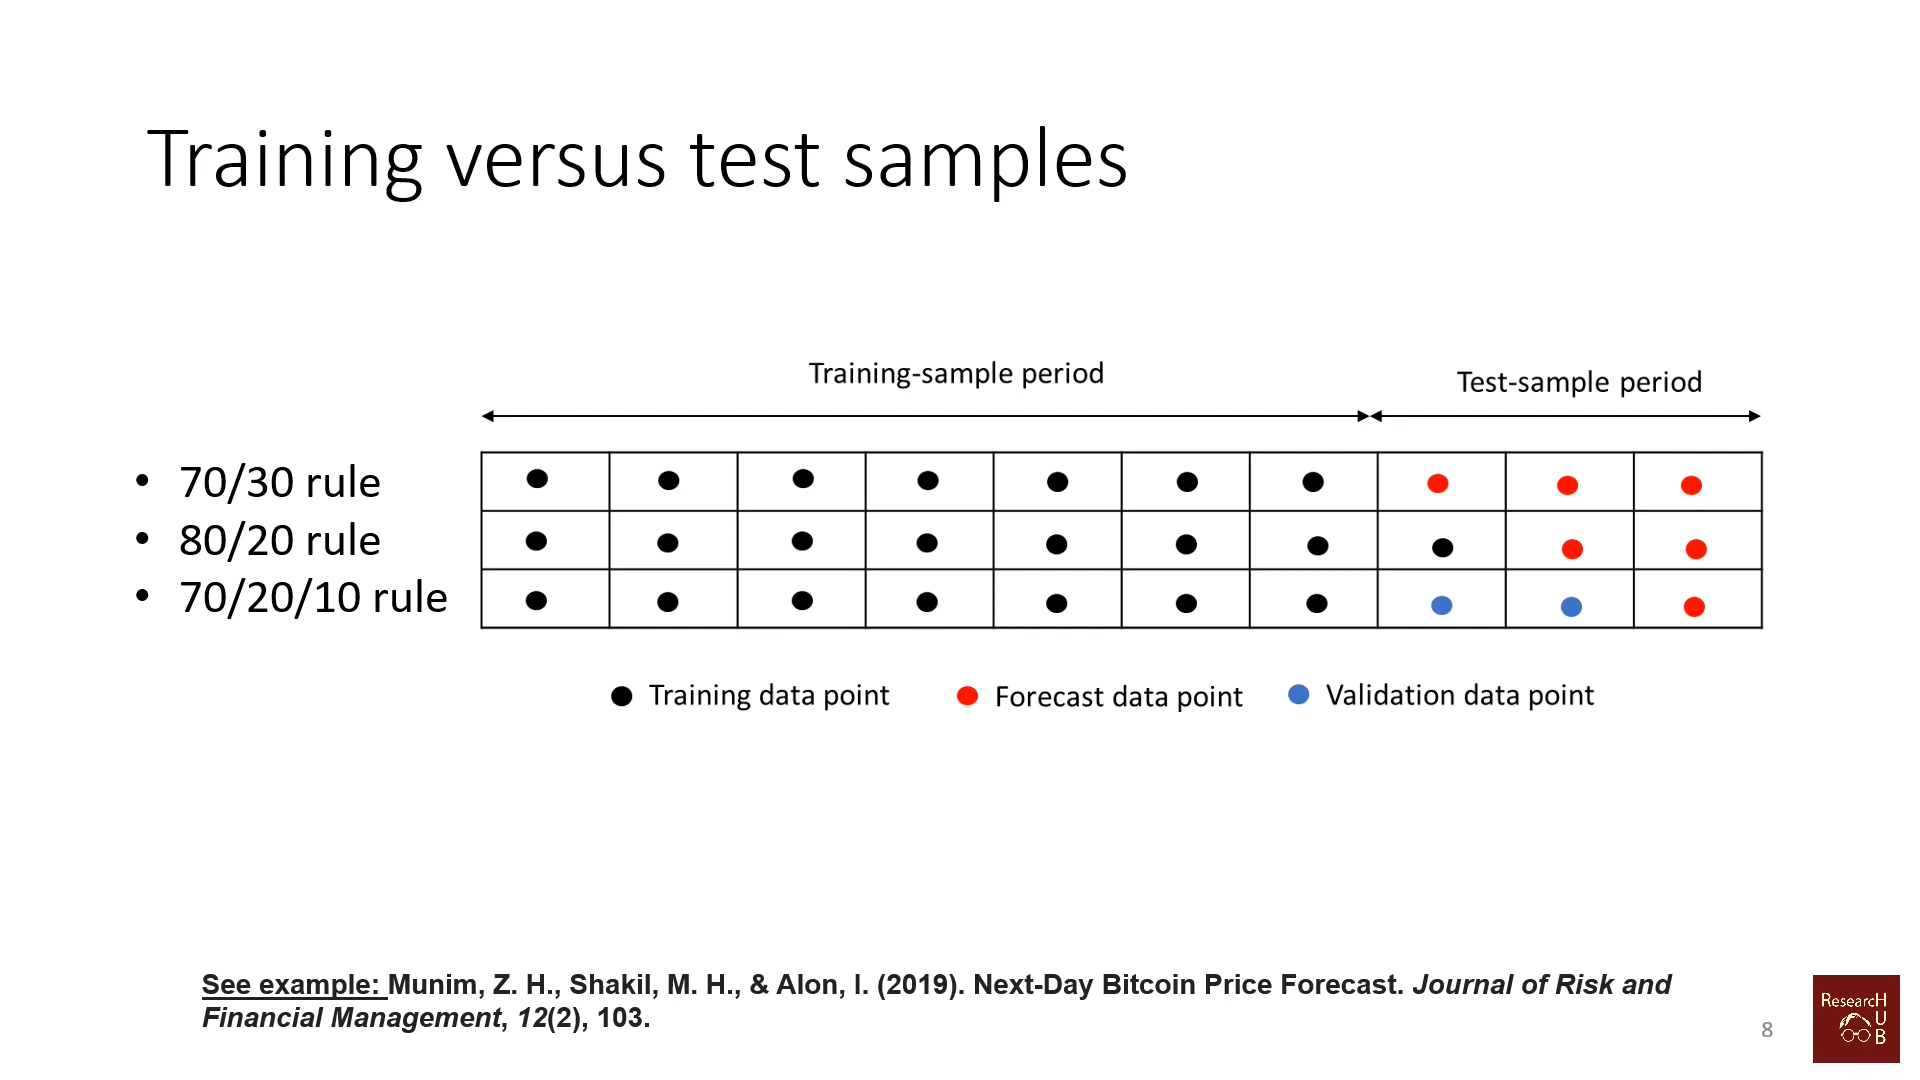 Training versus test samples
Training-sample period
Test-sample period
• 70/30 rule
• 80/20 rule
• 70/20/10 rule
Training data point
Forecast data point
Validation data point
See example: Munim, Z. H., Shakil, M. H., & Alon, I. (2019). Next-Day Bitcoin Price Forecast. Journal of Risk and
Financial Management, 12(2), 103.
8
ResearcH
U
B